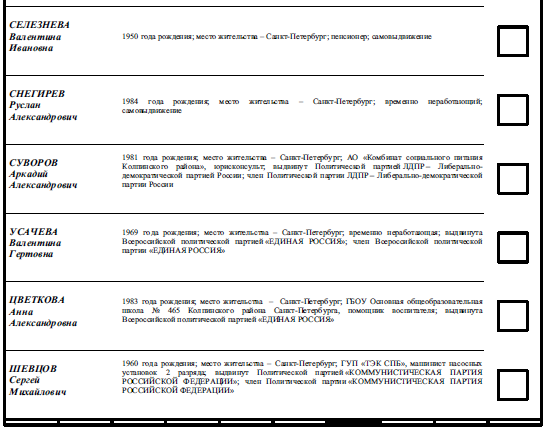 СЕЛЕЗНЕВА
Валентина
Ивановна
1950 года рождения; место жительства – Санкт-Петербург; пенсионер; самовыдвижение
СНЕГИРЕВ
Руслан
Александрович
1984 года рождения; место жительства – Санкт-Петербург; временно неработающий;
самовыдвижение
СУВОРОВ
Аркадий
Александрович
1981 года рождения; место жительства – Санкт-Петербург; АО «Комбинат социального питания
Колпинского района», юрисконсульт; выдвинут Политической партией ЛДПР – Либерально-
демократической партией России; член Политической партии ЛДПР – Либерально-демократической
партии России
УСАЧЕВА
Валентина
Гертовна
1969 года рождения; место жительства – Санкт-Петербург; временно неработающая; выдвинута
Всероссийской политической партией «ЕДИНАЯ РОССИЯ»; член Всероссийской политической
партии «ЕДИНАЯ РОССИЯ»
ЦВЕТКОВА
Анна
Александровна
1983 года рождения; место жительства – Санкт-Петербург; ГБОУ Основная общеобразовательная
школа № 465 Колпинского района Санкт-Петербурга, помощник воспитателя; выдвинута
Всероссийской политической партией «ЕДИНАЯ РОССИЯ»
ШЕВЦОВ
Сергей
Михайлович
1960 года рождения; место жительства – Санкт-Петербург; ГУП «ТЭК СПБ», машинист насосных
установок 2 разряда; выдвинут Политической партией «КОММУНИСТИЧЕСКАЯ ПАРТИЯ
РОССИЙСКОЙ ФЕДЕРАЦИИ»; член Политической партии «КОММУНИСТИЧЕСКАЯ ПАРТИЯ
РОССИЙСКОЙ ФЕДЕРАЦИИ»